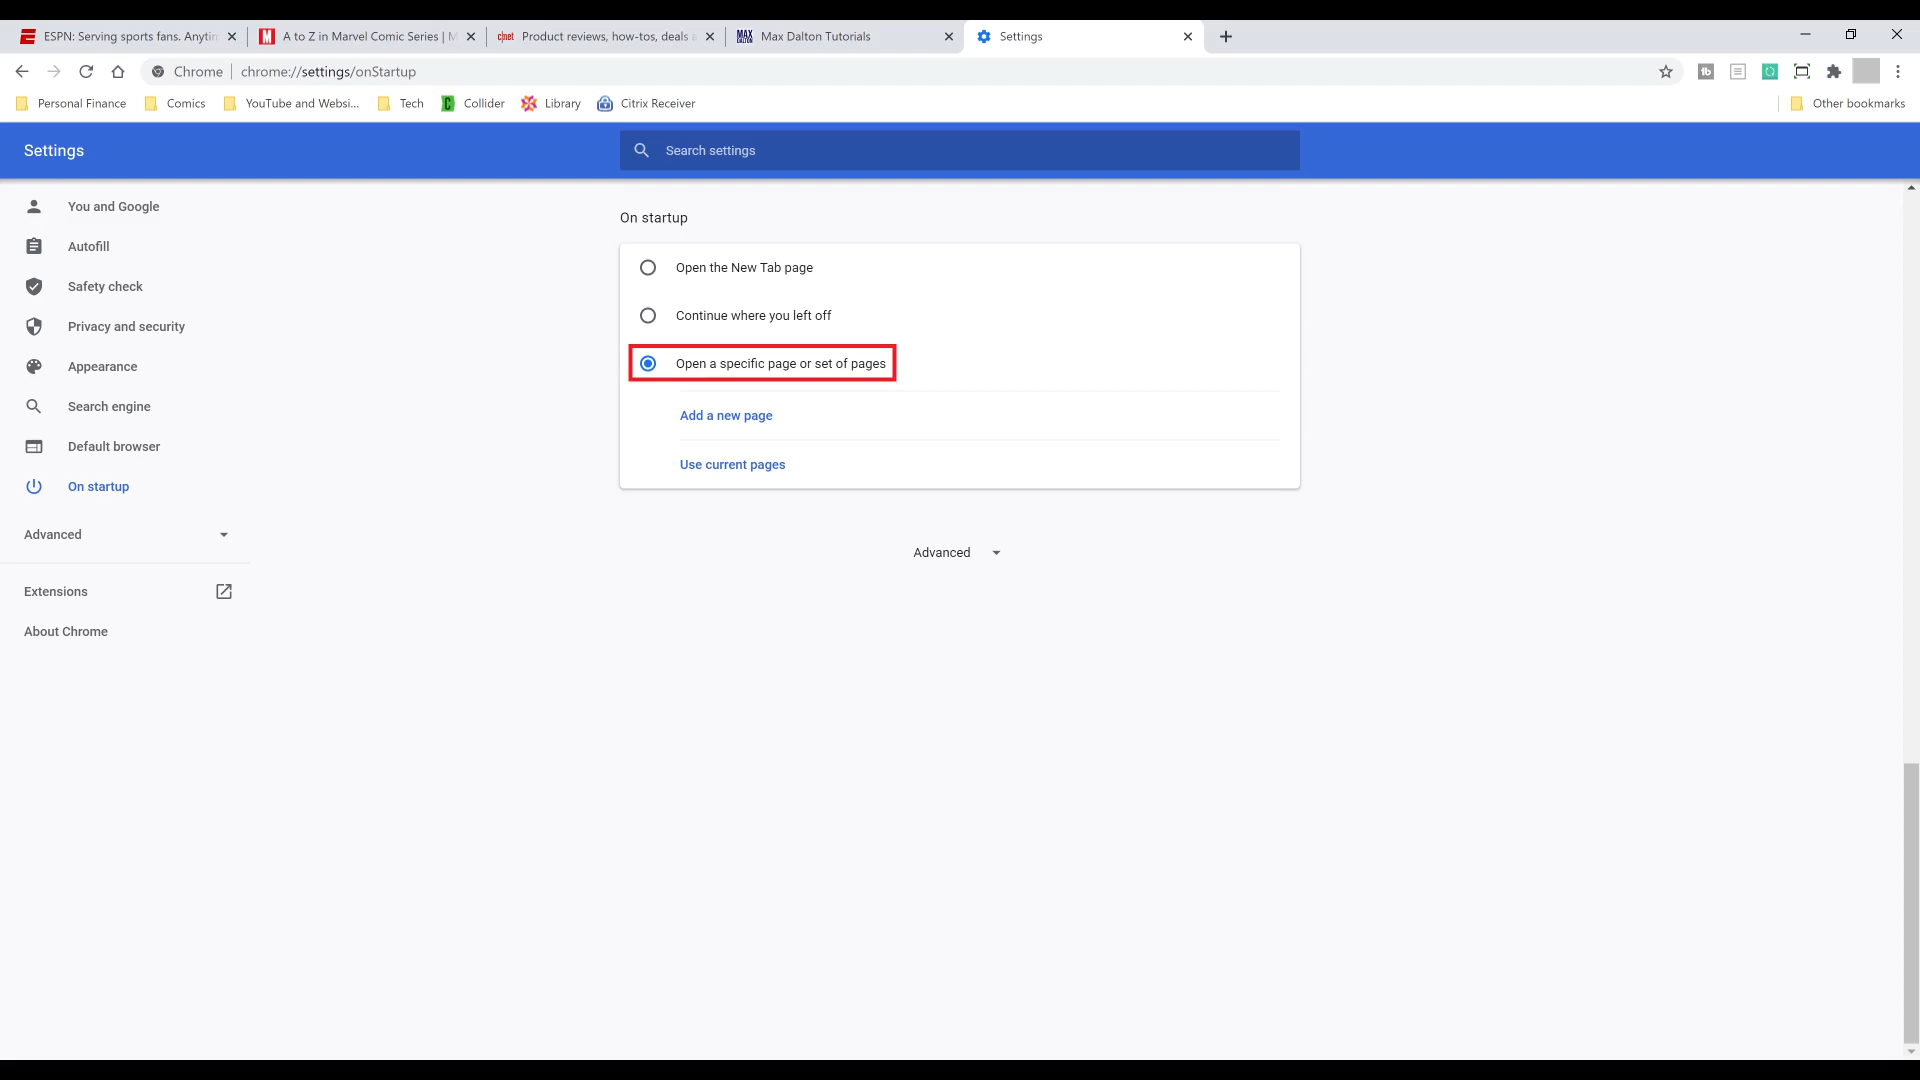 ESPN: Serving sports fans. Anytin
A to Z in Marvel Comic Series | M
c|net Product reviews, how-tos, deals a
MAX DALTON Max Dalton Tutorials
Settings
Chrome | chrome://settings/onStartup
Personal Finance
Comics
YouTube and Websi...
Tech
Collider
Library
Citrix Receiver
Other bookmarks
Settings
Search settings
You and Google
Autofill
Safety check
Privacy and security
Appearance
Search engine
Default browser
On startup
Advanced
Extensions
About Chrome
On startup
Open the New Tab page
Continue where you left off
Open a specific page or set of pages
Add a new page
Use current pages
Advanced